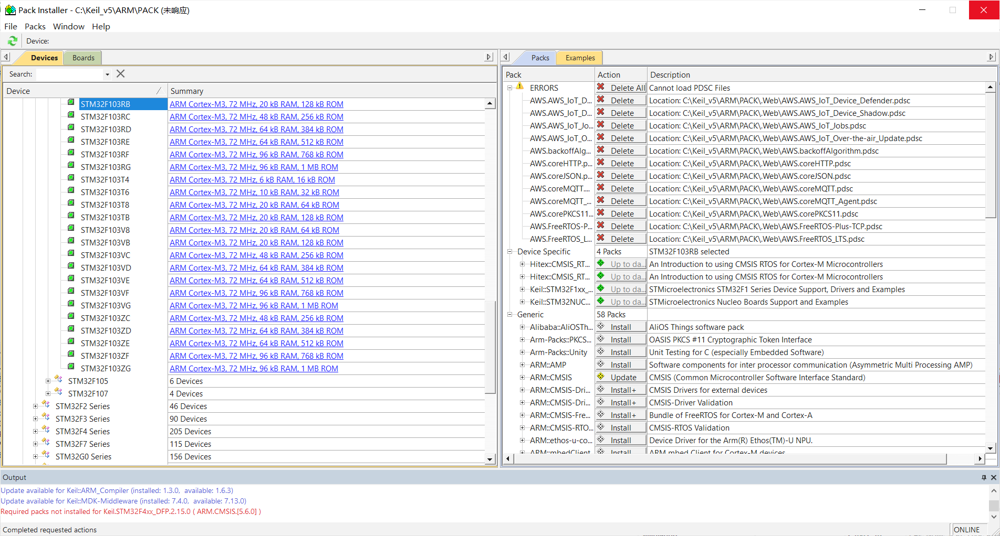 Pack Installer - C:\Keil_v5\ARM\PACK (未响应)
File Packs Window Help
Device:
Devices Boards
Search:
Device Summary
STM32F103RB ARM Cortex-M3, 72 MHz, 20 kB RAM, 128 kB ROM
STM32F103RC ARM Cortex-M3, 72 MHz, 48 kB RAM, 256 kB ROM
STM32F103RD ARM Cortex-M3, 72 MHz, 64 kB RAM, 384 kB ROM
STM32F103RE ARM Cortex-M3, 72 MHz, 64 kB RAM, 512 kB ROM
STM32F103RF ARM Cortex-M3, 72 MHz, 96 kB RAM, 768 kB ROM
STM32F103RG ARM Cortex-M3, 72 MHz, 96 kB RAM, 1 MB ROM
STM32F103T4 ARM Cortex-M3, 72 MHz, 6 kB RAM, 16 kB ROM
STM32F103T6 ARM Cortex-M3, 72 MHz, 10 kB RAM, 32 kB ROM
STM32F103T8 ARM Cortex-M3, 72 MHz, 20 kB RAM, 64 kB ROM
STM32F103TB ARM Cortex-M3, 72 MHz, 20 kB RAM, 128 kB ROM
STM32F103V8 ARM Cortex-M3, 72 MHz, 20 kB RAM, 64 kB ROM
STM32F103VB ARM Cortex-M3, 72 MHz, 20 kB RAM, 128 kB ROM
STM32F103VC ARM Cortex-M3, 72 MHz, 48 kB RAM, 256 kB ROM
STM32F103VD ARM Cortex-M3, 72 MHz, 64 kB RAM, 384 kB ROM
STM32F103VE ARM Cortex-M3, 72 MHz, 64 kB RAM, 512 kB ROM
STM32F103VF ARM Cortex-M3, 72 MHz, 96 kB RAM, 768 kB ROM
STM32F103VG ARM Cortex-M3, 72 MHz, 96 kB RAM, 1 MB ROM
STM32F103ZC ARM Cortex-M3, 72 MHz, 48 kB RAM, 256 kB ROM
STM32F103ZD ARM Cortex-M3, 72 MHz, 64 kB RAM, 384 kB ROM
STM32F103ZE ARM Cortex-M3, 72 MHz, 64 kB RAM, 512 kB ROM
STM32F103ZF ARM Cortex-M3, 72 MHz, 96 kB RAM, 768 kB ROM
STM32F103ZG ARM Cortex-M3, 72 MHz, 96 kB RAM, 1 MB ROM
STM32F105 6 Devices
STM32F107 4 Devices
STM32F2 Series 46 Devices
STM32F3 Series 90 Devices
STM32F4 Series 205 Devices
STM32F7 Series 115 Devices
STM32G0 Series 156 Devices
Packs Examples
Pack Action Description
ERRORS Delete All Cannot load PDSC Files
AWS.AWS_IoT_D... Delete Location: C:\Keil_v5\ARM\PACK\.Web\AWS.AWS_IoT_Device_Defender.pdsc
AWS.AWS_IoT_D... Delete Location: C:\Keil_v5\ARM\PACK\.Web\AWS.AWS_IoT_Device_Shadow.pdsc
AWS.AWS_IoT_Jo... Delete Location: C:\Keil_v5\ARM\PACK\.Web\AWS.AWS_IoT_Jobs.pdsc
AWS.AWS_IoT_O... Delete Location: C:\Keil_v5\ARM\PACK\.Web\AWS.AWS_IoT_Over-the-air_Update.pdsc
AWS.backoffAlg... Delete Location: C:\Keil_v5\ARM\PACK\.Web\AWS.backoffAlgorithm.pdsc
AWS.coreHTTP.p... Delete Location: C:\Keil_v5\ARM\PACK\.Web\AWS.coreHTTP.pdsc
AWS.coreJSON.p... Delete Location: C:\Keil_v5\ARM\PACK\.Web\AWS.coreJSON.pdsc
AWS.coreMQTT.... Delete Location: C:\Keil_v5\ARM\PACK\.Web\AWS.coreMQTT.pdsc
AWS.coreMQTT_... Delete Location: C:\Keil_v5\ARM\PACK\.Web\AWS.coreMQTT_Agent.pdsc
AWS.corePKCS11... Delete Location: C:\Keil_v5\ARM\PACK\.Web\AWS.corePKCS11.pdsc
AWS.FreeRTOS-P... Delete Location: C:\Keil_v5\ARM\PACK\.Web\AWS.FreeRTOS-Plus-TCP.pdsc
AWS.FreeRTOS_L... Delete Location: C:\Keil_v5\ARM\PACK\.Web\AWS.FreeRTOS_LTS.pdsc
Device Specific 4 Packs STM32F103RB selected
Hitex::CMSIS_RT... Up to da... An Introduction to using CMSIS RTOS for Cortex-M Microcontrollers
Hitex::CMSIS_RT... Up to da... An Introduction to using CMSIS RTOS for Cortex-M Microcontrollers
Keil::STM32F1xx_... Up to da... STMicroelectronics STM32F1 Series Device Support, Drivers and Examples
Keil::STM32NUC... Up to da... STMicroelectronics Nucleo Boards Support and Examples
Generic 58 Packs
Alibaba::AliOSTh... Install AliOS Things software pack
Arm-Packs::PKCS... Install OASIS PKCS #11 Cryptographic Token Interface
Arm-Packs::Unity Install Unit Testing for C (especially Embedded Software)
ARM::AMP Install Software components for inter processor communication (Asymmetric Multi Processing AMP)
ARM::CMSIS Update CMSIS (Common Microcontroller Software Interface Standard)
ARM::CMSIS-Dri... Install+ CMSIS Drivers for external devices
ARM::CMSIS-Dri... Install+ CMSIS-Driver Validation
ARM::CMSIS-Fre... Install+ Bundle of FreeRTOS for Cortex-M and Cortex-A
ARM::CMSIS-RTO... Install CMSIS-RTOS Validation
ARM::ethos-u-co... Install Device Driver for the Arm(R) Ethos(TM)-U NPU.
ARM::mbedClient Install ARM mbed Client for Cortex-M devices
Output
Update available for Keil::ARM_Compiler (installed: 1.3.0, available: 1.6.3)
Update available for Keil::MDK-Middleware (installed: 7.4.0, available: 7.13.0)
Required packs not installed for Keil.STM32F4xx_DFP.2.15.0 ( ARM.CMSIS.[5.6.0] )
Completed requested actions ONLINE